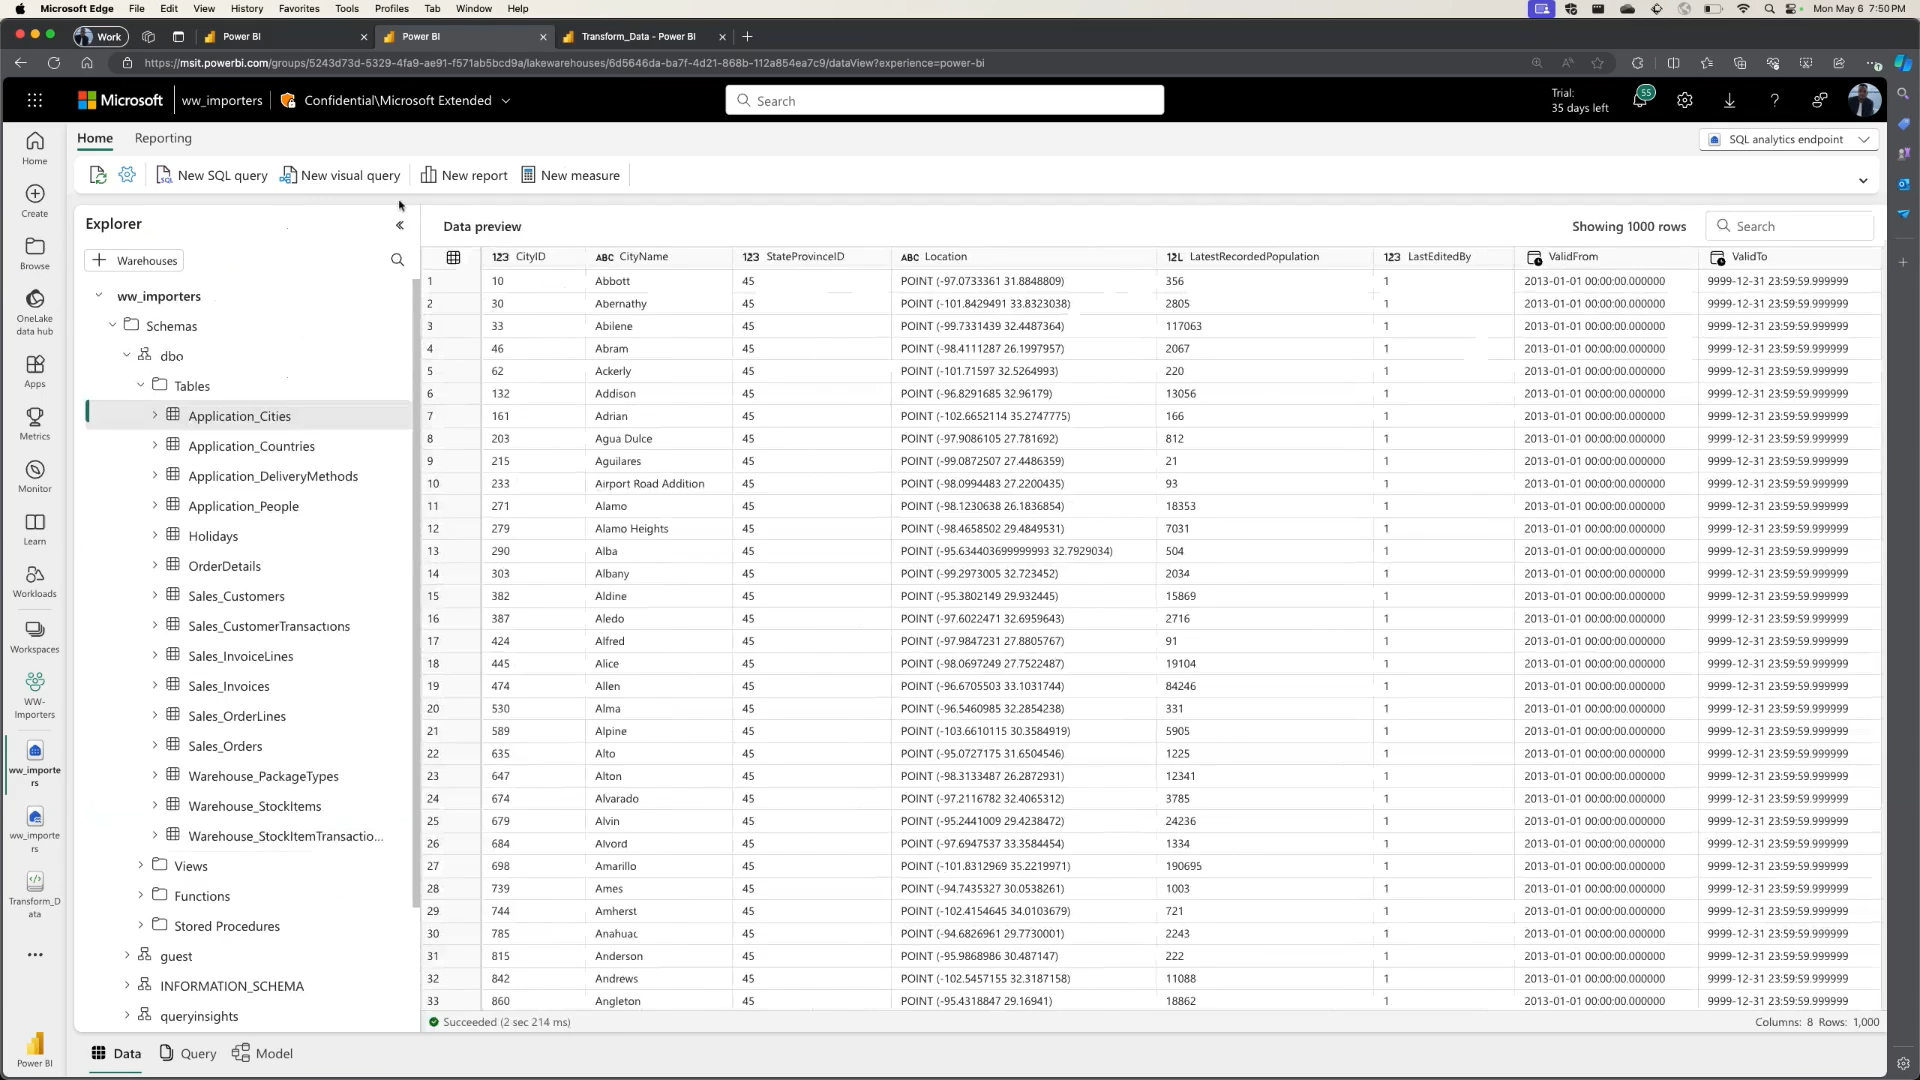 Microsoft Edge File Edit View History Favorites Tools Profiles Tab Window Help Mon May 6 7:50 PM
Work Power BI Power BI Transform_Data - Power BI
https://msit.powerbi.com/groups/5243d73d-5329-4fa9-ae91-f571ab5bcd9a/lakewarehouses/6d5646da-ba7f-4d21-868b-112a854ea7c9/dataView?experience=power-bi
Microsoft ww_importers Confidential\Microsoft Extended Search Trial: 35 days left 55
Home Reporting SQL analytics endpoint
New SQL query New visual query New report New measure
Home
Create
Browse
OneLake data hub
Apps
Metrics
Monitor
Learn
Workloads
Workspaces
WW-Importers
ww_importe rs
ww_importe rs
Transform_D ata
Power BI
Explorer
Warehouses
ww_importers
Schemas
dbo
Tables
Application_Cities
Application_Countries
Application_DeliveryMethods
Application_People
Holidays
OrderDetails
Sales_Customers
Sales_CustomerTransactions
Sales_InvoiceLines
Sales_Invoices
Sales_OrderLines
Sales_Orders
Warehouse_PackageTypes
Warehouse_StockItems
Warehouse_StockItemTransactio...
Views
Functions
Stored Procedures
guest
INFORMATION_SCHEMA
queryinsights
Data preview Showing 1000 rows Search
123 CityID ABC CityName 123 StateProvinceID ABC Location 12L LatestRecordedPopulation 123 LastEditedBy ValidFrom ValidTo
1 10 Abbott 45 POINT (-97.0733361 31.8848809) 356 1 2013-01-01 00:00:00.000000 9999-12-31 23:59:59.999999
2 30 Abernathy 45 POINT (-101.8429491 33.8323038) 2805 1 2013-01-01 00:00:00.000000 9999-12-31 23:59:59.999999
3 33 Abilene 45 POINT (-99.7331439 32.4487364) 117063 1 2013-01-01 00:00:00.000000 9999-12-31 23:59:59.999999
4 46 Abram 45 POINT (-98.4111287 26.1997957) 2067 1 2013-01-01 00:00:00.000000 9999-12-31 23:59:59.999999
5 62 Ackerly 45 POINT (-101.71597 32.5264993) 220 1 2013-01-01 00:00:00.000000 9999-12-31 23:59:59.999999
6 132 Addison 45 POINT (-96.8291685 32.96179) 13056 1 2013-01-01 00:00:00.000000 9999-12-31 23:59:59.999999
7 161 Adrian 45 POINT (-102.6652114 35.2747775) 166 1 2013-01-01 00:00:00.000000 9999-12-31 23:59:59.999999
8 203 Agua Dulce 45 POINT (-97.9086105 27.781692) 812 1 2013-01-01 00:00:00.000000 9999-12-31 23:59:59.999999
9 215 Aguilares 45 POINT (-99.0872507 27.4486359) 21 1 2013-01-01 00:00:00.000000 9999-12-31 23:59:59.999999
10 233 Airport Road Addition 45 POINT (-98.0994483 27.2200435) 93 1 2013-01-01 00:00:00.000000 9999-12-31 23:59:59.999999
11 271 Alamo 45 POINT (-98.1230638 26.1836854) 18353 1 2013-01-01 00:00:00.000000 9999-12-31 23:59:59.999999
12 279 Alamo Heights 45 POINT (-98.4658502 29.4849531) 7031 1 2013-01-01 00:00:00.000000 9999-12-31 23:59:59.999999
13 290 Alba 45 POINT (-95.634403699999993 32.7929034) 504 1 2013-01-01 00:00:00.000000 9999-12-31 23:59:59.999999
14 303 Albany 45 POINT (-99.2973005 32.723452) 2034 1 2013-01-01 00:00:00.000000 9999-12-31 23:59:59.999999
15 382 Aldine 45 POINT (-95.3802149 29.932445) 15869 1 2013-01-01 00:00:00.000000 9999-12-31 23:59:59.999999
16 387 Aledo 45 POINT (-97.6022471 32.6959643) 2716 1 2013-01-01 00:00:00.000000 9999-12-31 23:59:59.999999
17 424 Alfred 45 POINT (-97.9847231 27.8805767) 91 1 2013-01-01 00:00:00.000000 9999-12-31 23:59:59.999999
18 445 Alice 45 POINT (-98.0697249 27.7522487) 19104 1 2013-01-01 00:00:00.000000 9999-12-31 23:59:59.999999
19 474 Allen 45 POINT (-96.6705503 33.1031744) 84246 1 2013-01-01 00:00:00.000000 9999-12-31 23:59:59.999999
20 530 Alma 45 POINT (-96.5460985 32.2854238) 331 1 2013-01-01 00:00:00.000000 9999-12-31 23:59:59.999999
21 589 Alpine 45 POINT (-103.6610115 30.3584919) 5905 1 2013-01-01 00:00:00.000000 9999-12-31 23:59:59.999999
22 635 Alto 45 POINT (-95.0727175 31.6504546) 1225 1 2013-01-01 00:00:00.000000 9999-12-31 23:59:59.999999
23 647 Alton 45 POINT (-98.3133487 26.2872931) 12341 1 2013-01-01 00:00:00.000000 9999-12-31 23:59:59.999999
24 674 Alvarado 45 POINT (-97.2116782 32.4065312) 3785 1 2013-01-01 00:00:00.000000 9999-12-31 23:59:59.999999
25 679 Alvin 45 POINT (-95.2441009 29.4238472) 24236 1 2013-01-01 00:00:00.000000 9999-12-31 23:59:59.999999
26 684 Alvord 45 POINT (-97.6947537 33.3584454) 1334 1 2013-01-01 00:00:00.000000 9999-12-31 23:59:59.999999
27 698 Amarillo 45 POINT (-101.8312969 35.2219971) 190695 1 2013-01-01 00:00:00.000000 9999-12-31 23:59:59.999999
28 739 Ames 45 POINT (-94.7435327 30.0538261) 1003 1 2013-01-01 00:00:00.000000 9999-12-31 23:59:59.999999
29 744 Amherst 45 POINT (-102.4154645 34.0103679) 721 1 2013-01-01 00:00:00.000000 9999-12-31 23:59:59.999999
30 785 Anahuac 45 POINT (-94.6826961 29.7730001) 2243 1 2013-01-01 00:00:00.000000 9999-12-31 23:59:59.999999
31 815 Anderson 45 POINT (-95.9868986 30.487147) 222 1 2013-01-01 00:00:00.000000 9999-12-31 23:59:59.999999
32 842 Andrews 45 POINT (-102.5457155 32.3187158) 11088 1 2013-01-01 00:00:00.000000 9999-12-31 23:59:59.999999
33 860 Angleton 45 POINT (-95.4318847 29.16941) 18862 1 2013-01-01 00:00:00.000000 9999-12-31 23:59:59.999999
Succeeded (2 sec 214 ms) Columns: 8 Rows: 1,000
Data Query Model